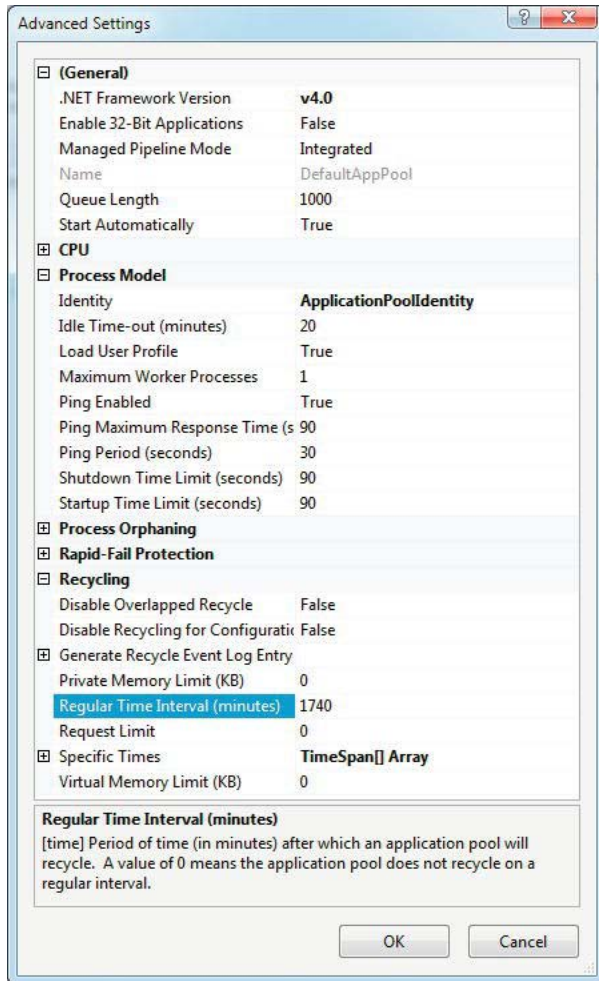 Advanced Settings
(General)
.NET Framework Version v4.0
Enable 32-Bit Applications False
Managed Pipeline Mode Integrated
Name DefaultAppPool
Queue Length 1000
Start Automatically True
CPU
Process Model
Identity ApplicationPoolIdentity
Idle Time-out (minutes) 20
Load User Profile True
Maximum Worker Processes 1
Ping Enabled True
Ping Maximum Response Time (s 90
Ping Period (seconds) 30
Shutdown Time Limit (seconds) 90
Startup Time Limit (seconds) 90
Process Orphaning
Rapid-Fail Protection
Recycling
Disable Overlapped Recycle False
Disable Recycling for Configuratic False
Generate Recycle Event Log Entry
Private Memory Limit (KB) 0
Regular Time Interval (minutes) 1740
Request Limit 0
Specific Times TimeSpan[] Array
Virtual Memory Limit (KB) 0
Regular Time Interval (minutes)
[time] Period of time (in minutes) after which an application pool will
recycle. A value of 0 means the application pool does not recycle on a
regular interval.
OK Cancel